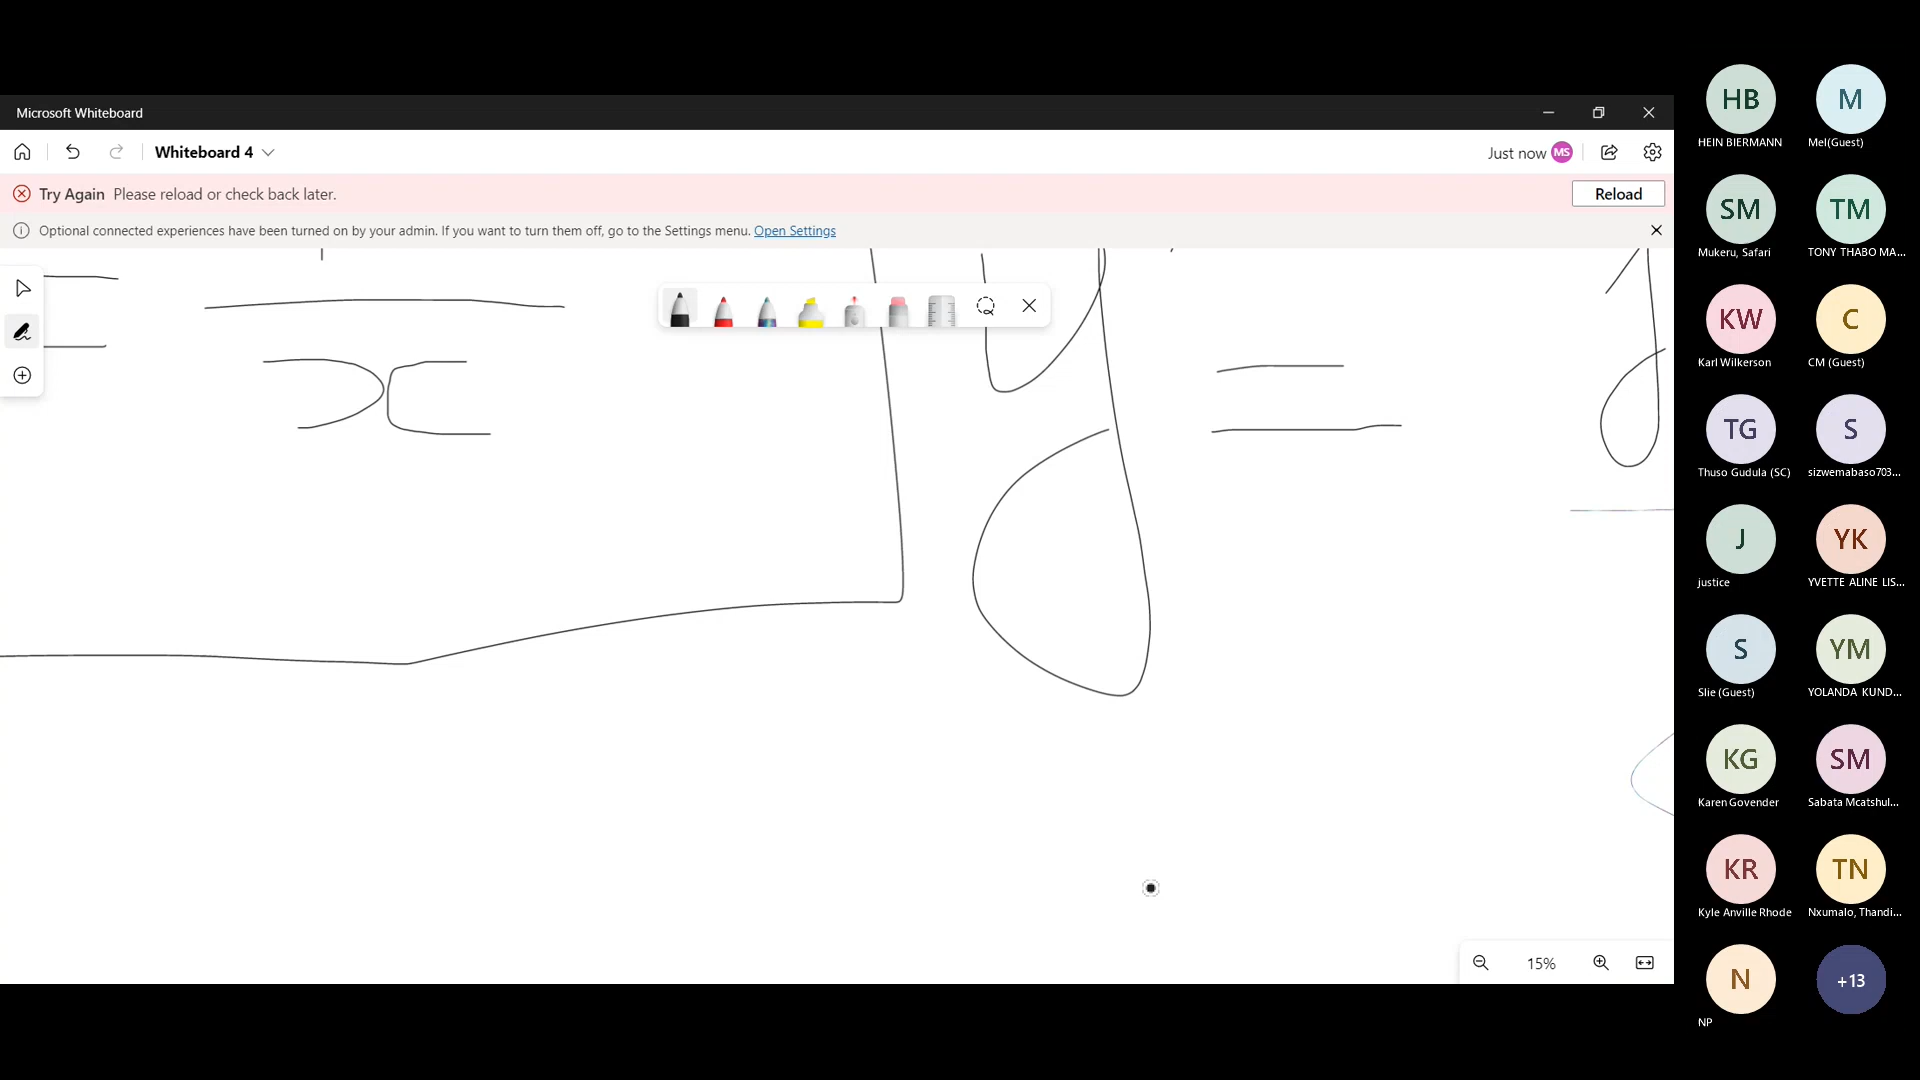 Microsoft Whiteboard
Whiteboard 4
Just now MS
Try Again Please reload or check back later.
Reload
Optional connected experiences have been turned on by your admin. If you want to turn them off, go to the Settings menu. Open Settings
= x
y =
15%
HB M
HEIN BIERMANN Mel(Guest)
SM TM
Mukeru, Safari TONY THABO MA...
KW C
Karl Wilkerson CM (Guest)
TG S
Thuso Gudula (SC) sizwemabaso703...
J YK
justice YVETTE ALINE LIS...
S YM
Slie (Guest) YOLANDA KUND...
KG SM
Karen Govender Sabata Mcatshul...
KR TN
Kyle Anville Rhode Nxumalo, Thandi...
N +13
NP